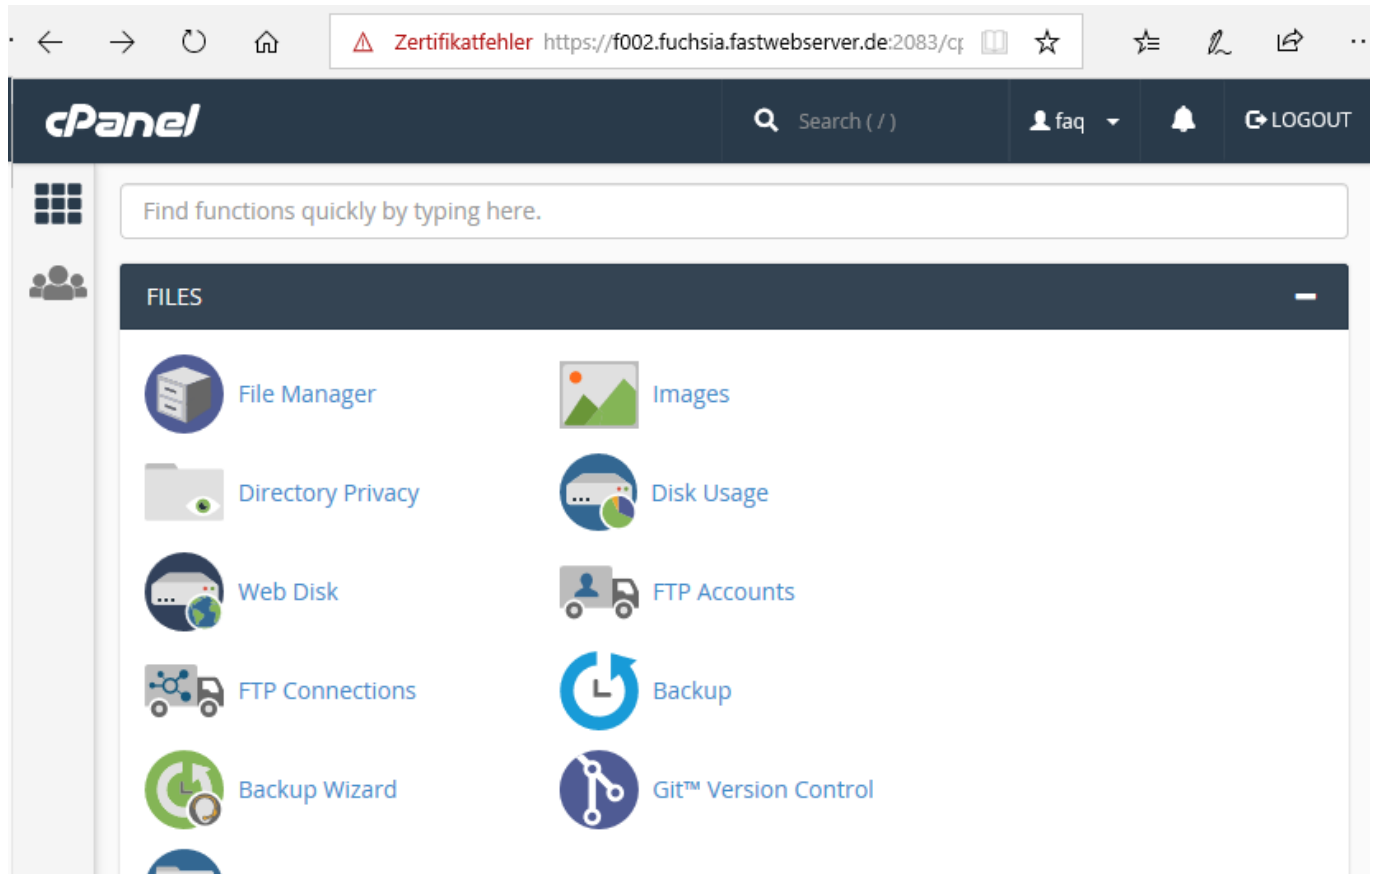 Zertifikatfehler https://f002.fuchsia.fastwebserver.de:2083/cp
cPanel Search ( / ) faq LOGOUT
Find functions quickly by typing here.
FILES
File Manager Images
Directory Privacy Disk Usage
Web Disk FTP Accounts
FTP Connections Backup
Backup Wizard Git™ Version Control